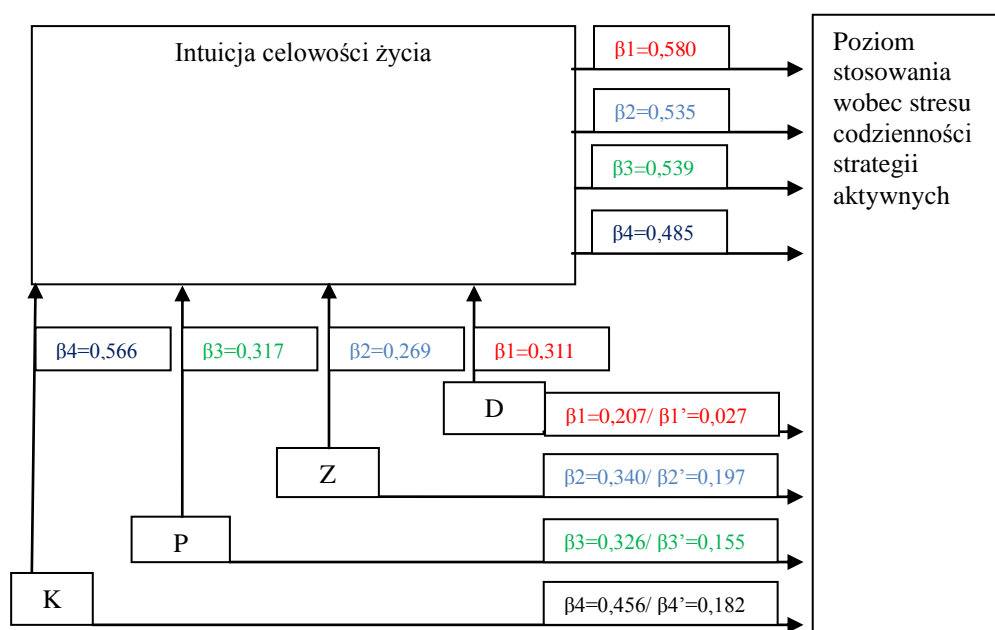 Intuicja celowości życia
β1=0,580
β2=0,535
β3=0,539
β4=0,485
Poziom
stosowania
wobec stresu
codzienności
strategii
aktywnych
β4=0,566
β3=0,317
β2=0,269
β1=0,311
D
β1=0,207/ β1’=0,027
Z
β2=0,340/ β2’=0,197
P
β3=0,326/ β3’=0,155
K
β4=0,456/ β4’=0,182